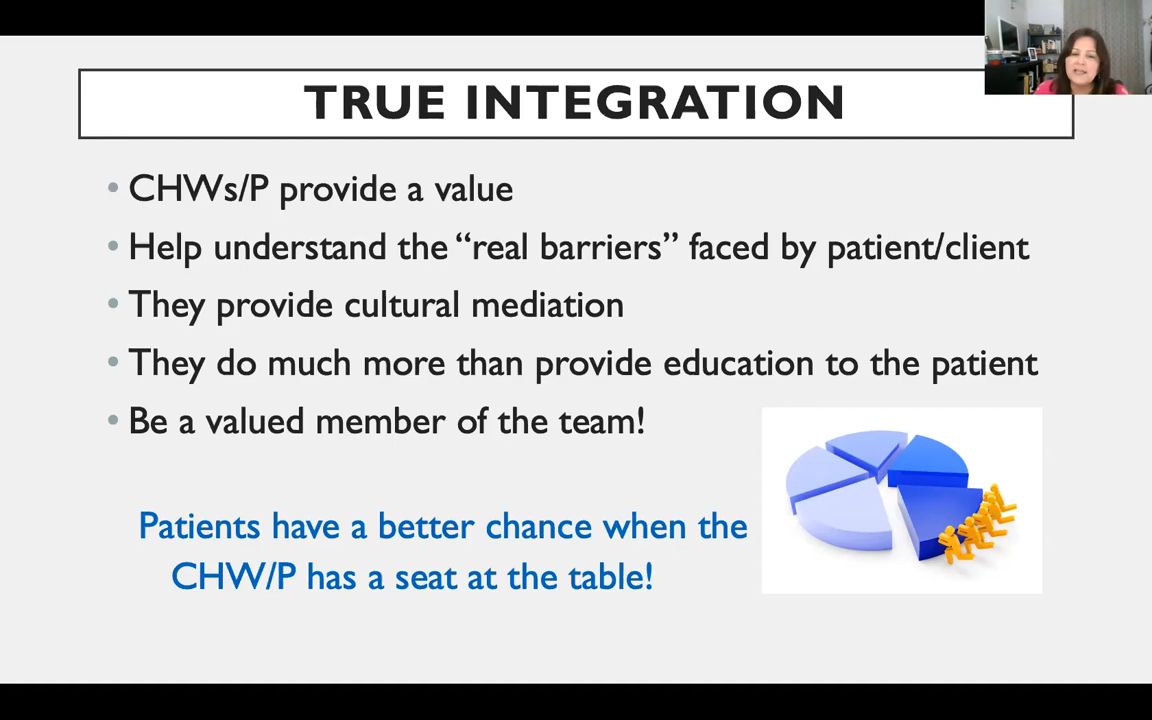 TRUE INTEGRATION
• CHWs/P provide a value
• Help understand the “real barriers” faced by patient/client
• They provide cultural mediation
• They do much more than provide education to the patient
• Be a valued member of the team!
Patients have a better chance when the
CHW/P has a seat at the table!